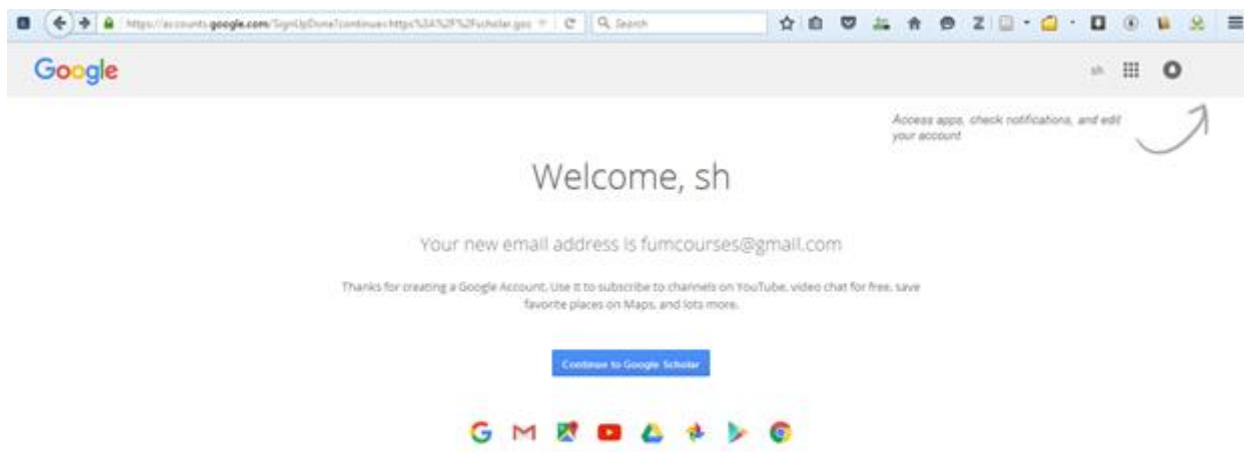 https://accounts.google.com/SignUpDone?continue=https%3A%2F%2Fscholar.goo
Search
Google
sh
Access apps, check notifications, and edit
your account
Welcome, sh
Your new email address is fumcourses@gmail.com
Thanks for creating a Google Account. Use it to subscribe to channels on YouTube, video chat for free, save
favorite places on Maps, and lots more.
Continue to Google Scholar